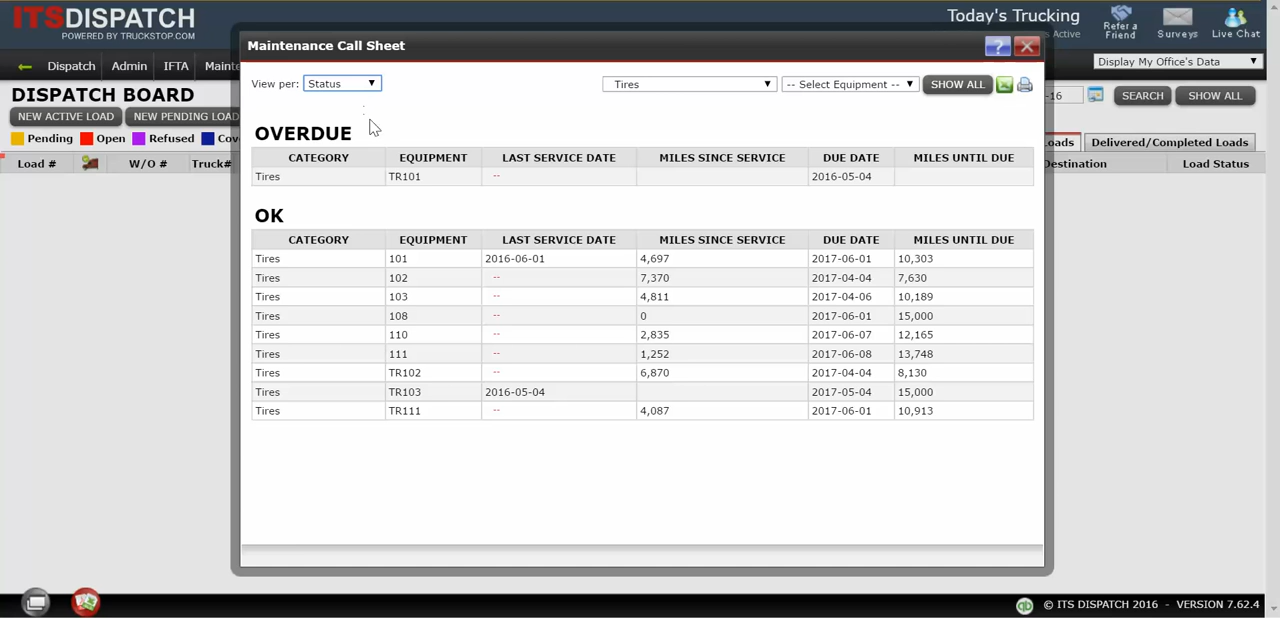 ITSDISPATCH
POWERED BY TRUCKSTOP.COM
Today's Trucking
s Active
Refer a Friend
Surveys
Live Chat
Dispatch Admin IFTA Mainte
Display My Office's Data
DISPATCH BOARD
-16 SEARCH SHOW ALL
NEW ACTIVE LOAD NEW PENDING LOAD
Pending Open Refused Cov
oads Delivered/Completed Loads
Load # W/O # Truck# Destination Load Status
Maintenance Call Sheet
?
View per: Status Tires -- Select Equipment -- SHOW ALL
OVERDUE
CATEGORY EQUIPMENT LAST SERVICE DATE MILES SINCE SERVICE DUE DATE MILES UNTIL DUE
Tires TR101 -- 2016-05-04
OK
CATEGORY EQUIPMENT LAST SERVICE DATE MILES SINCE SERVICE DUE DATE MILES UNTIL DUE
Tires 101 2016-06-01 4,697 2017-06-01 10,303
Tires 102 -- 7,370 2017-04-04 7,630
Tires 103 -- 4,811 2017-04-06 10,189
Tires 108 -- 0 2017-06-01 15,000
Tires 110 -- 2,835 2017-06-07 12,165
Tires 111 -- 1,252 2017-06-08 13,748
Tires TR102 -- 6,870 2017-04-04 8,130
Tires TR103 2016-05-04 2017-05-04 15,000
Tires TR111 -- 4,087 2017-06-01 10,913
qb © ITS DISPATCH 2016 - VERSION 7.62.4